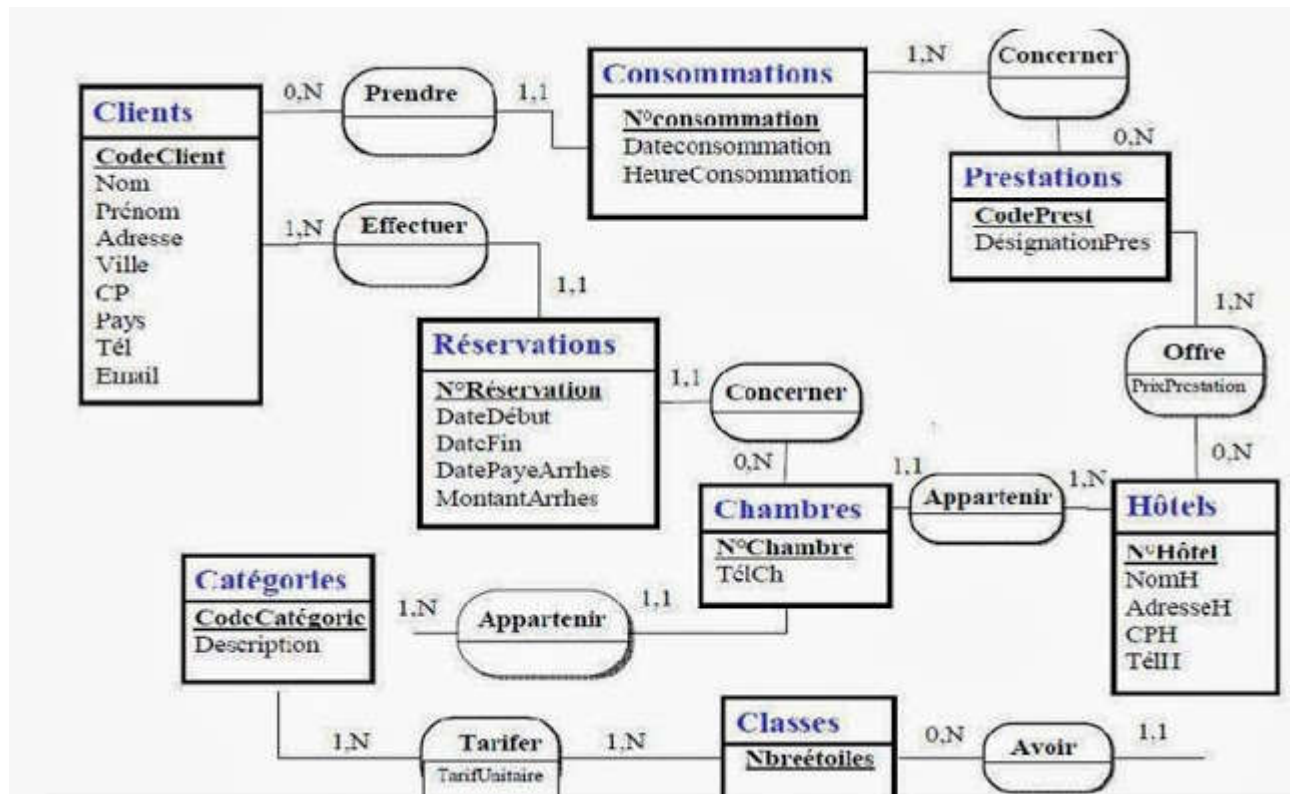 Clients
CodeClient
Nom
Prénom
Adresse
Ville
CP
Pays
Tél
Email
0,N
Prendre
1,1
Consommations
N°consommation
Dateconsommation
HeureConsommation
1,N
Concerner
0,N
Prestations
CodePrest
DésignationPres
1,N
Effectuer
1,1
Réservations
N°Réservation
DateDébut
DateFin
DatePayeArrhes
MontantArrhes
1,1
Concerner
0,N
1,N
Offre
PrixPrestation
0,N
Chambres
N°Chambre
TélCh
1,1
Appartenir
1,N
Hôtels
N°Hôtel
NomH
AdresseH
CPH
TélH
Catégories
CodeCatégorie
Description
1,N
Appartenir
1,1
1,N
Tarifer
TarifUnitaire
1,N
Classes
Nbreétoiles
0,N
Avoir
1,1